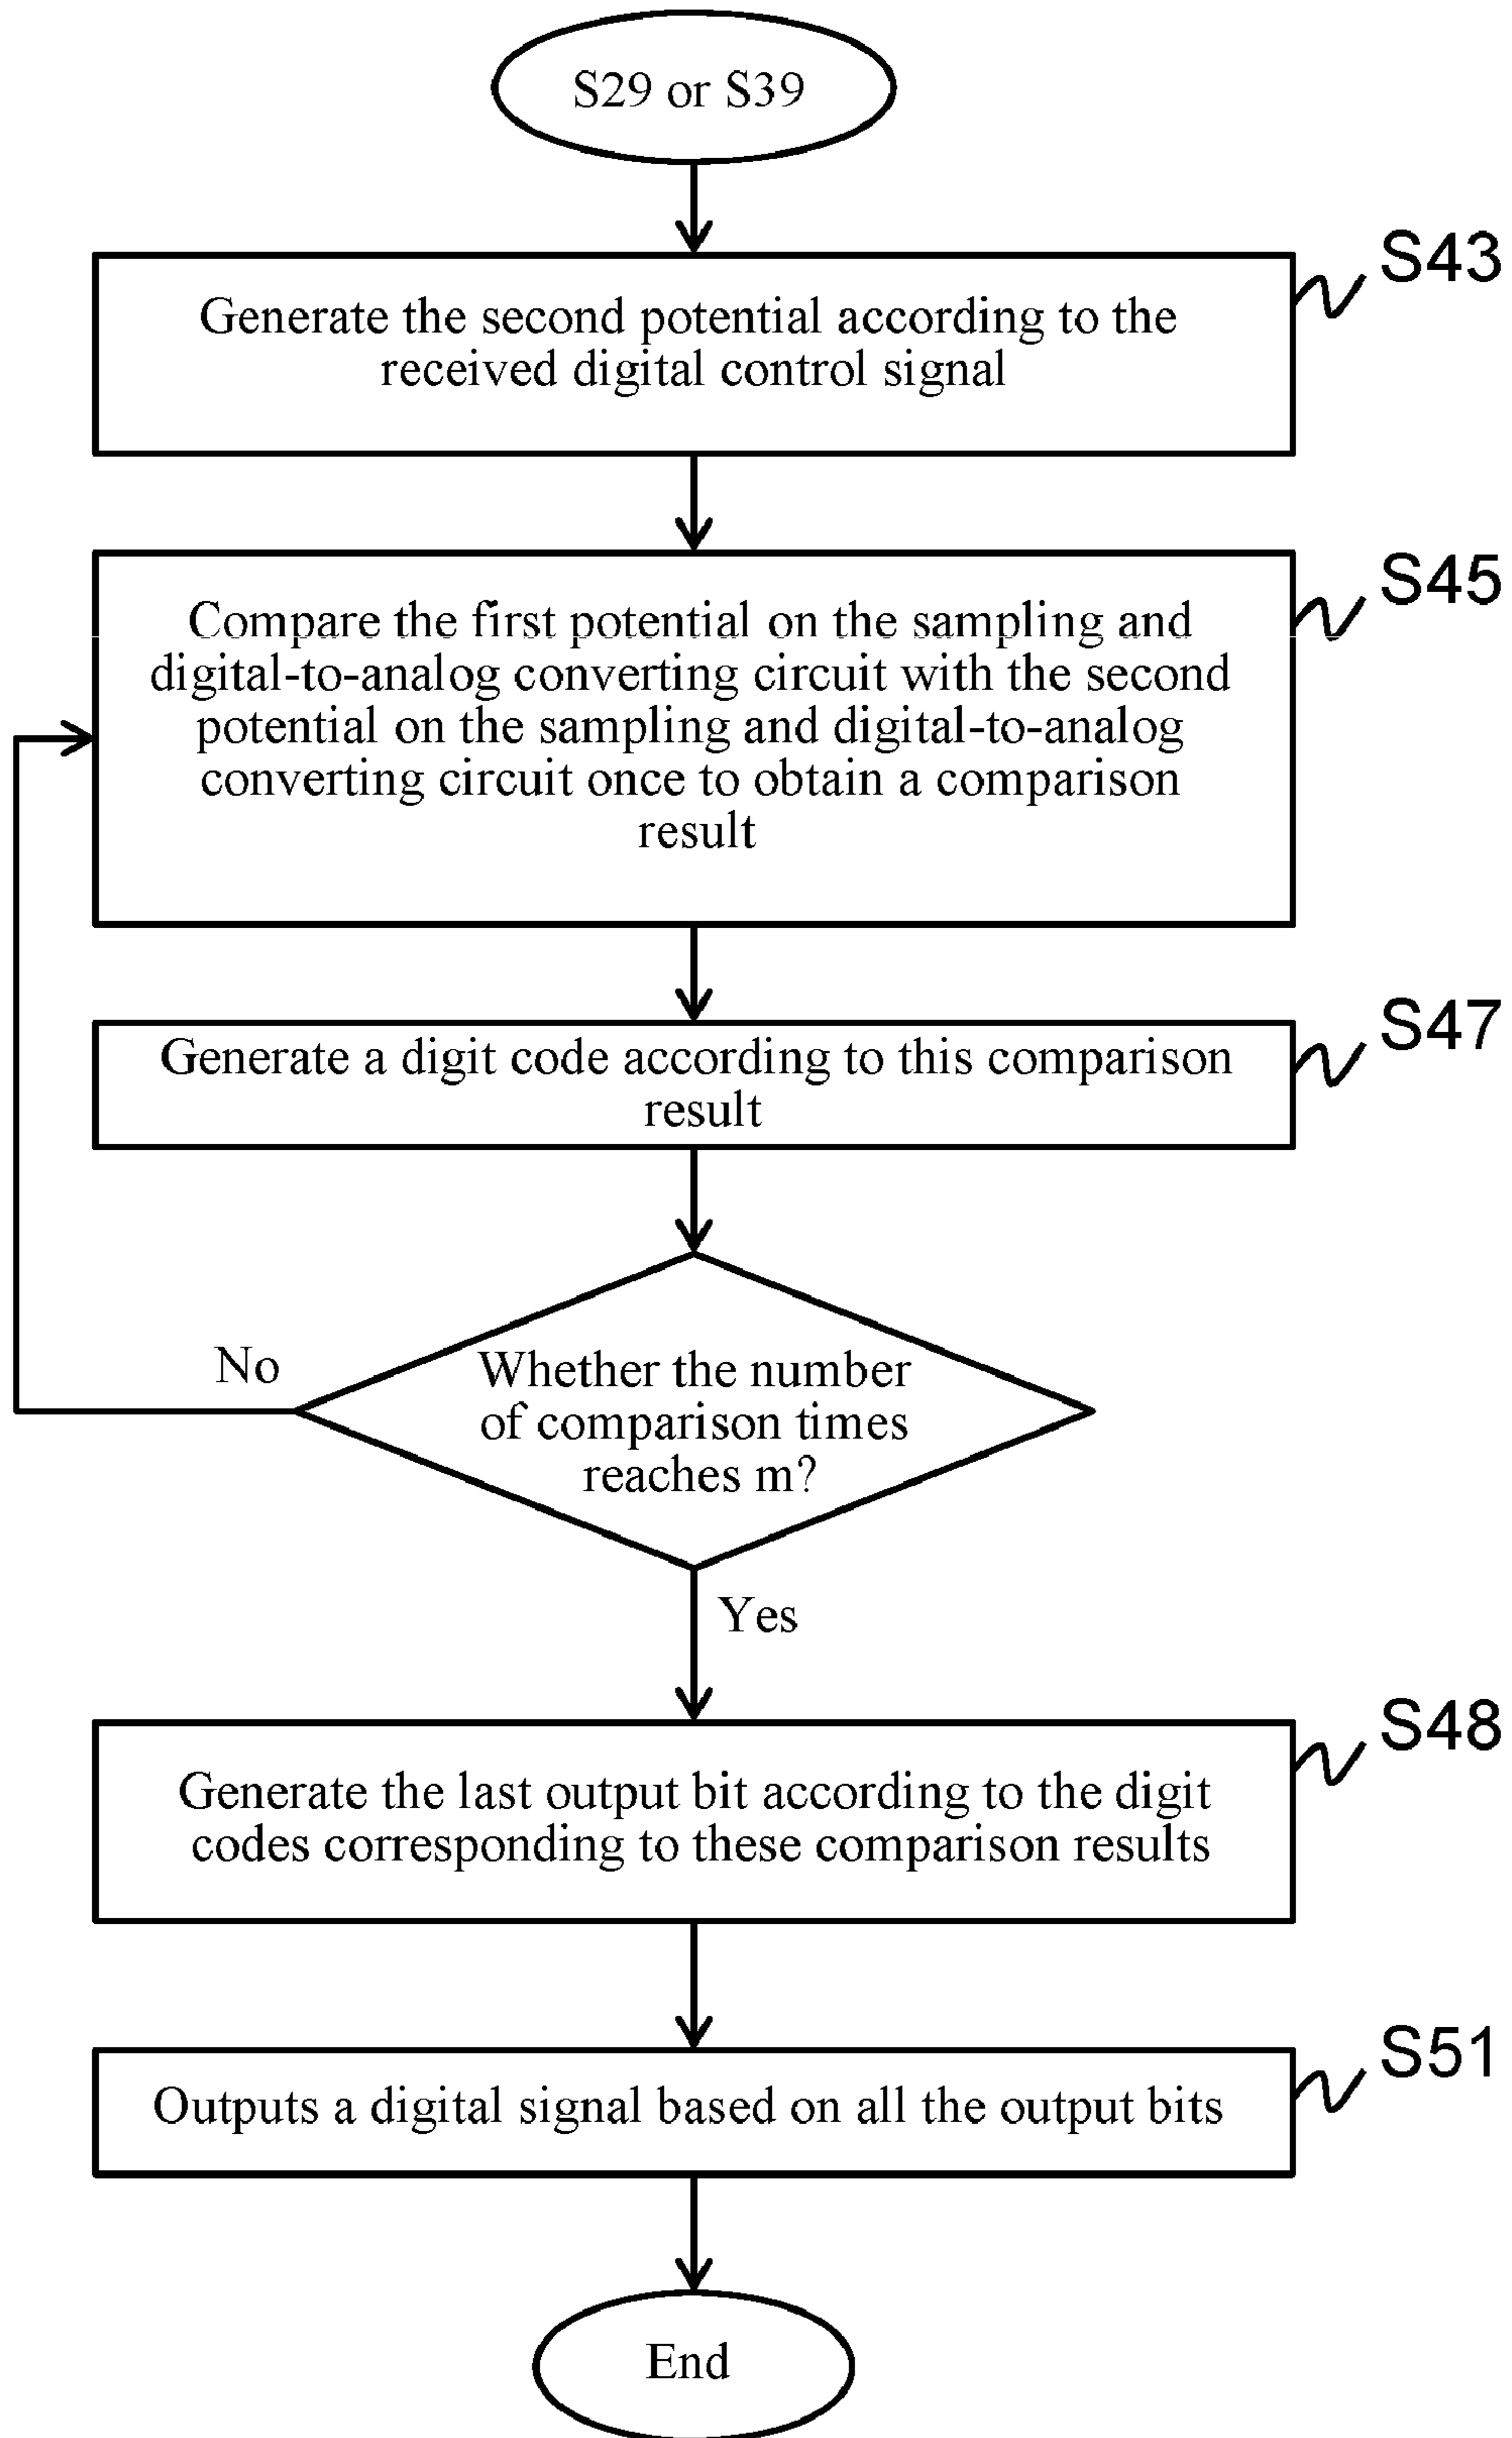 S29 or S39
S43
Generate the second potential according to the
received digital control signal
S45
Compare the first potential on the sampling and
digital-to-analog converting circuit with the second
potential on the sampling and digital-to-analog
converting circuit once to obtain a comparison
result
S47
Generate a digit code according to this comparison
result
No
Whether the number
of comparison times
reaches m?
Yes
S48
Generate the last output bit according to the digit
codes corresponding to these comparison results
S51
Outputs a digital signal based on all the output bits
End